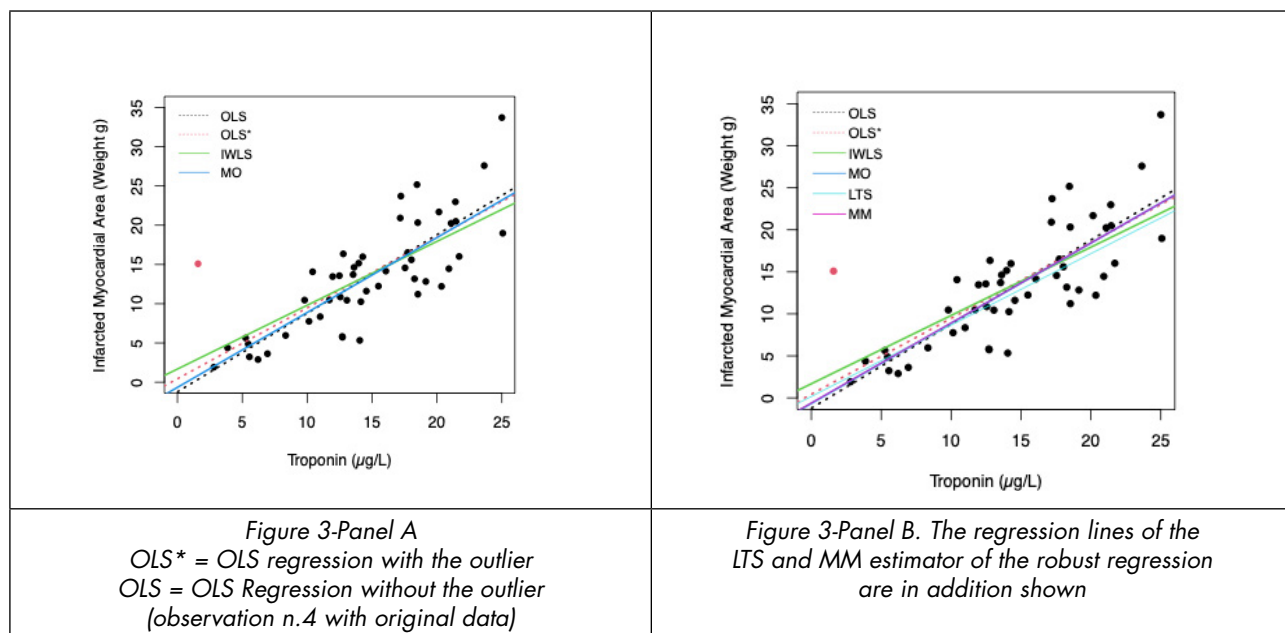 35
30
25
20
15
10
5
0
Infarcted Myocardial Area (Weight g)
OLS
OLS*
IWLS
MO
0 5 10 15 20 25
Troponin (µg/L)
Figure 3-Panel A
OLS* = OLS regression with the outlier
OLS = OLS Regression without the outlier
(observation n.4 with original data)
35
30
25
20
15
10
5
0
Infarcted Myocardial Area (Weight g)
OLS
OLS*
IWLS
MO
LTS
MM
0 5 10 15 20 25
Troponin (µg/L)
Figure 3-Panel B. The regression lines of the
LTS and MM estimator of the robust regression
are in addition shown